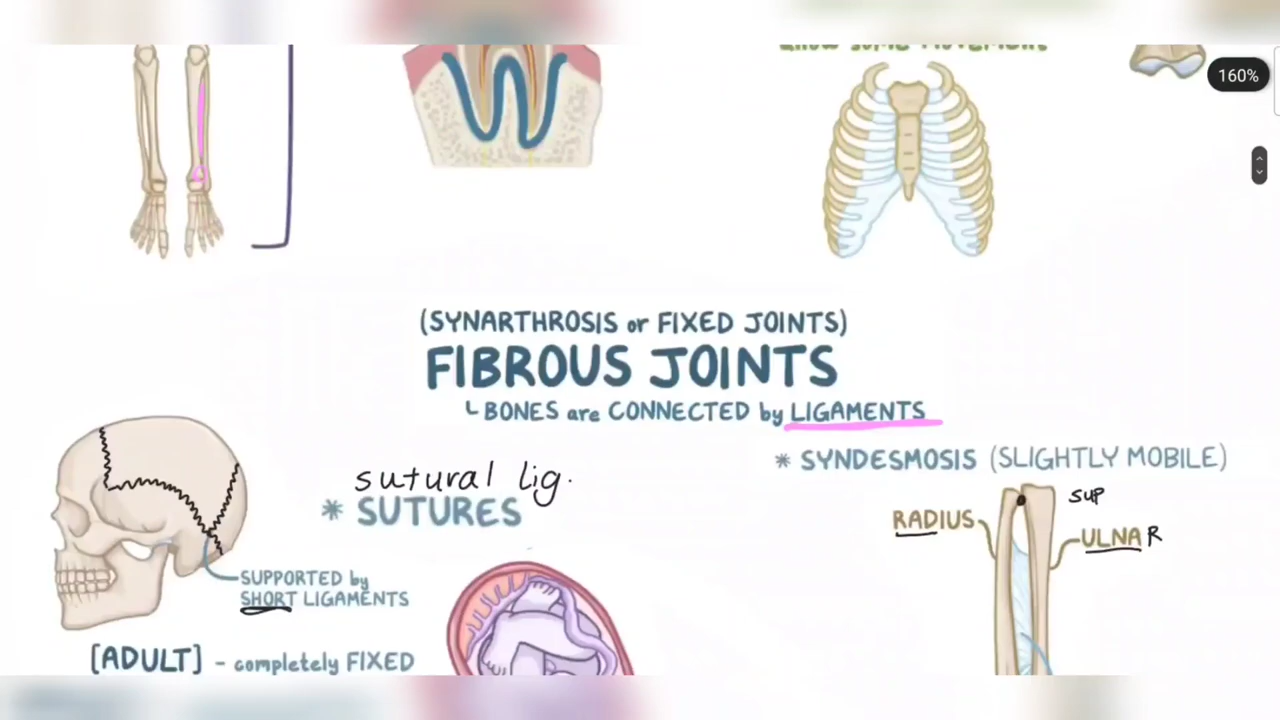 160%
(SYNARTHROSIS or FIXED JOINTS)
FIBROUS JOINTS
└ BONES are CONNECTED by LIGAMENTS
sutural lig.
* SUTURES
SUPPORTED by
SHORT LIGAMENTS
[ADULT] - completely FIXED
* SYNDESMOSIS (SLIGHTLY MOBILE)
sup
RADIUS
ULNA R